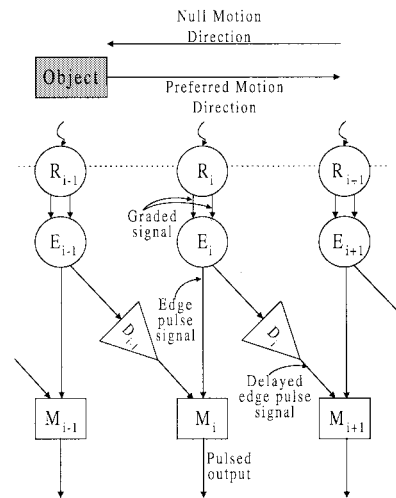 Null Motion
Direction
Object
Preferred Motion
Direction
R i-1
R i
R i+1
Graded
signal
E i-1
E i
E i+1
Edge
pulse
signal
D i-1
D i
Delayed
edge pulse
signal
M i-1
M i
M i+1
Pulsed
output